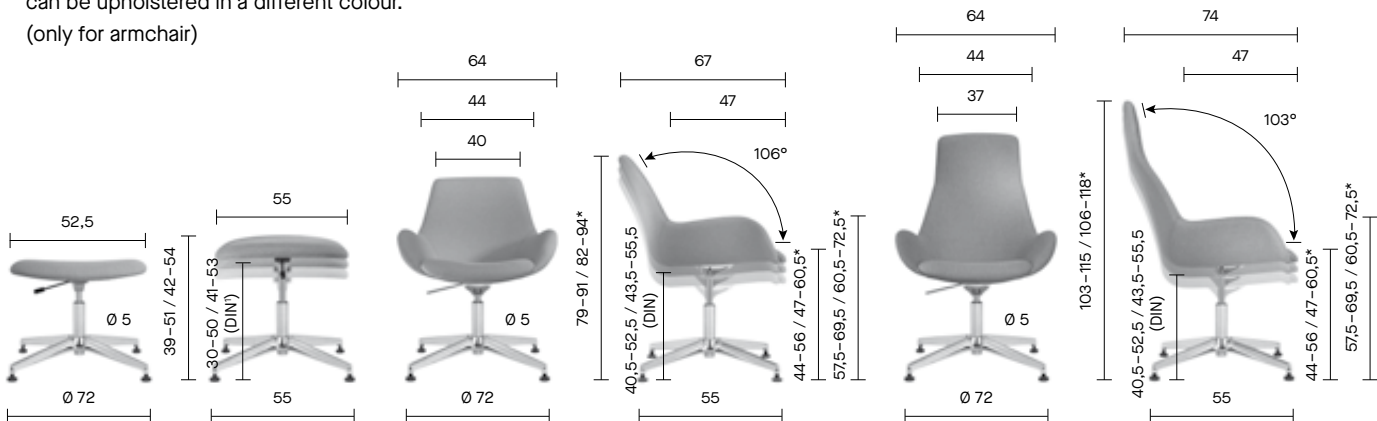 can be upholstered in a different colour.
(only for armchair)
52,5
Ø 5
Ø 72
39–51 / 42–54
55
30–50 / 41–53
(DIN¹)
55
64
44
40
Ø 5
Ø 72
67
47
106°
79–91 / 82–94*
40,5–52,5 / 43,5–55,5
(DIN)
44–56 / 47–60,5*
57,5–69,5 / 60,5–72,5*
55
64
44
37
Ø 5
Ø 72
74
47
103°
103–115 / 106–118*
40,5–52,5 / 43,5–55,5
(DIN)
44–56 / 47–60,5*
57,5–69,5 / 60,5–72,5*
55